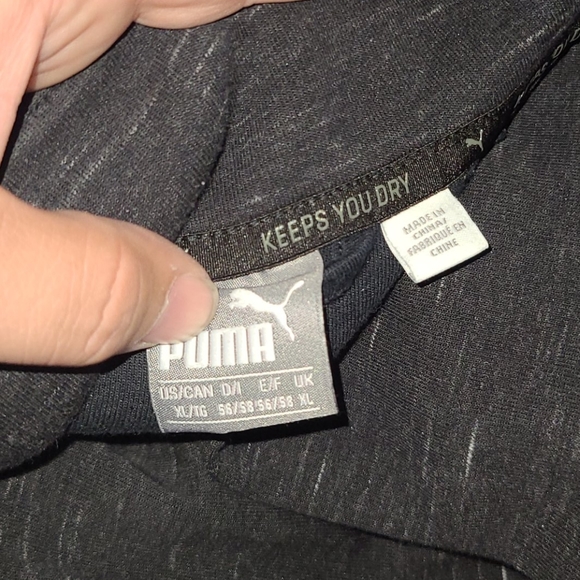 KEEPS YOU DRY
MADE IN
CHINA/
FABRIQUÉ EN
CHINE
PUMA
US/CAN D/I E/F UK
XL/TG 56/58 56/58 XL